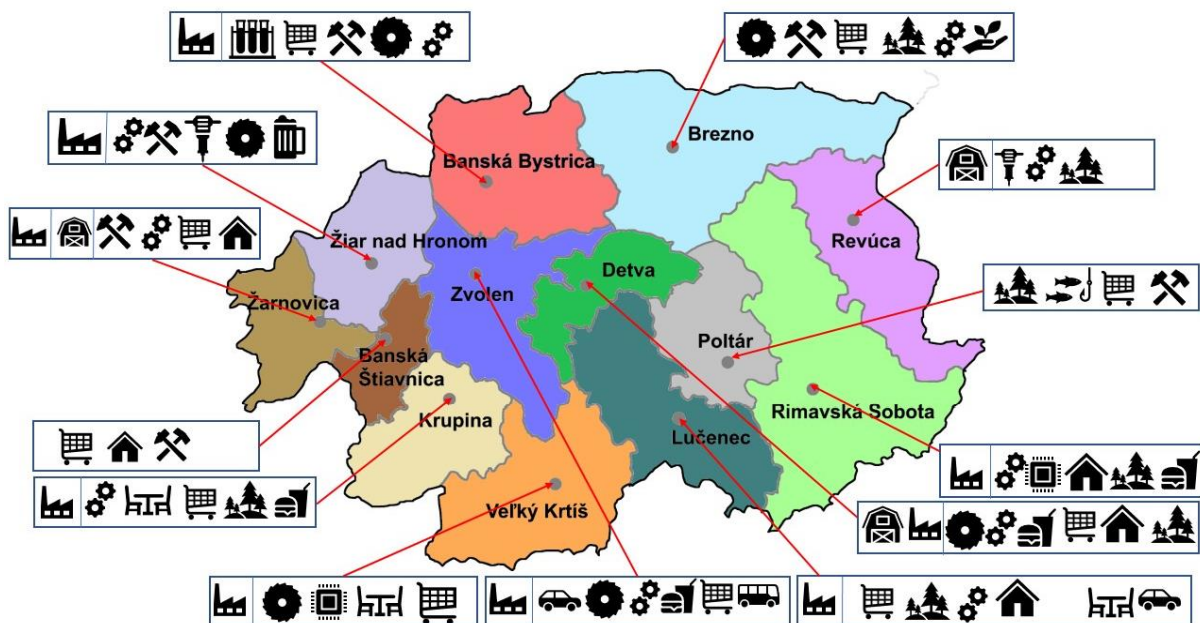 Brezno
Banská Bystrica
Revúca
Žiar nad Hronom
Detva
Zvolen
Žarnovica
Poltár
Banská
Štiavnica
Rimavská Sobota
Krupina
Lučenec
Veľký Krtíš